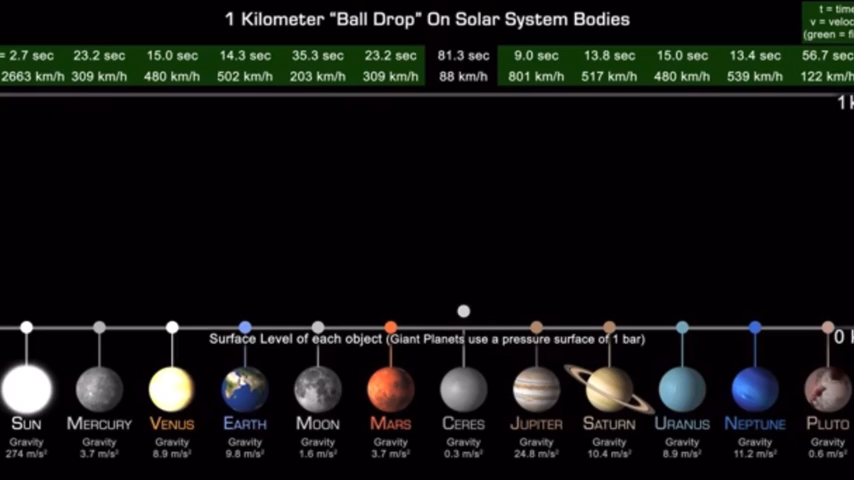 1 Kilometer "Ball Drop" On Solar System Bodies
t = time
v = veloc
(green = fi
= 2.7 sec 23.2 sec 15.0 sec 14.3 sec 35.3 sec 23.2 sec 81.3 sec 9.0 sec 13.8 sec 15.0 sec 13.4 sec 56.7 sec
2663 km/h 309 km/h 480 km/h 502 km/h 203 km/h 309 km/h 88 km/h 801 km/h 517 km/h 480 km/h 539 km/h 122 km/h
1 k
Surface Level of each object (Giant Planets use a pressure surface of 1 bar)
0 k
SUN MERCURY VENUS EARTH MOON MARS CERES JUPITER SATURN URANUS NEPTUNE PLUTO
Gravity Gravity Gravity Gravity Gravity Gravity Gravity Gravity Gravity Gravity Gravity Gravity
274 m/s² 3.7 m/s² 8.9 m/s² 9.8 m/s² 1.6 m/s² 3.7 m/s² 0.3 m/s² 24.8 m/s² 10.4 m/s² 8.9 m/s² 11.2 m/s² 0.6 m/s²